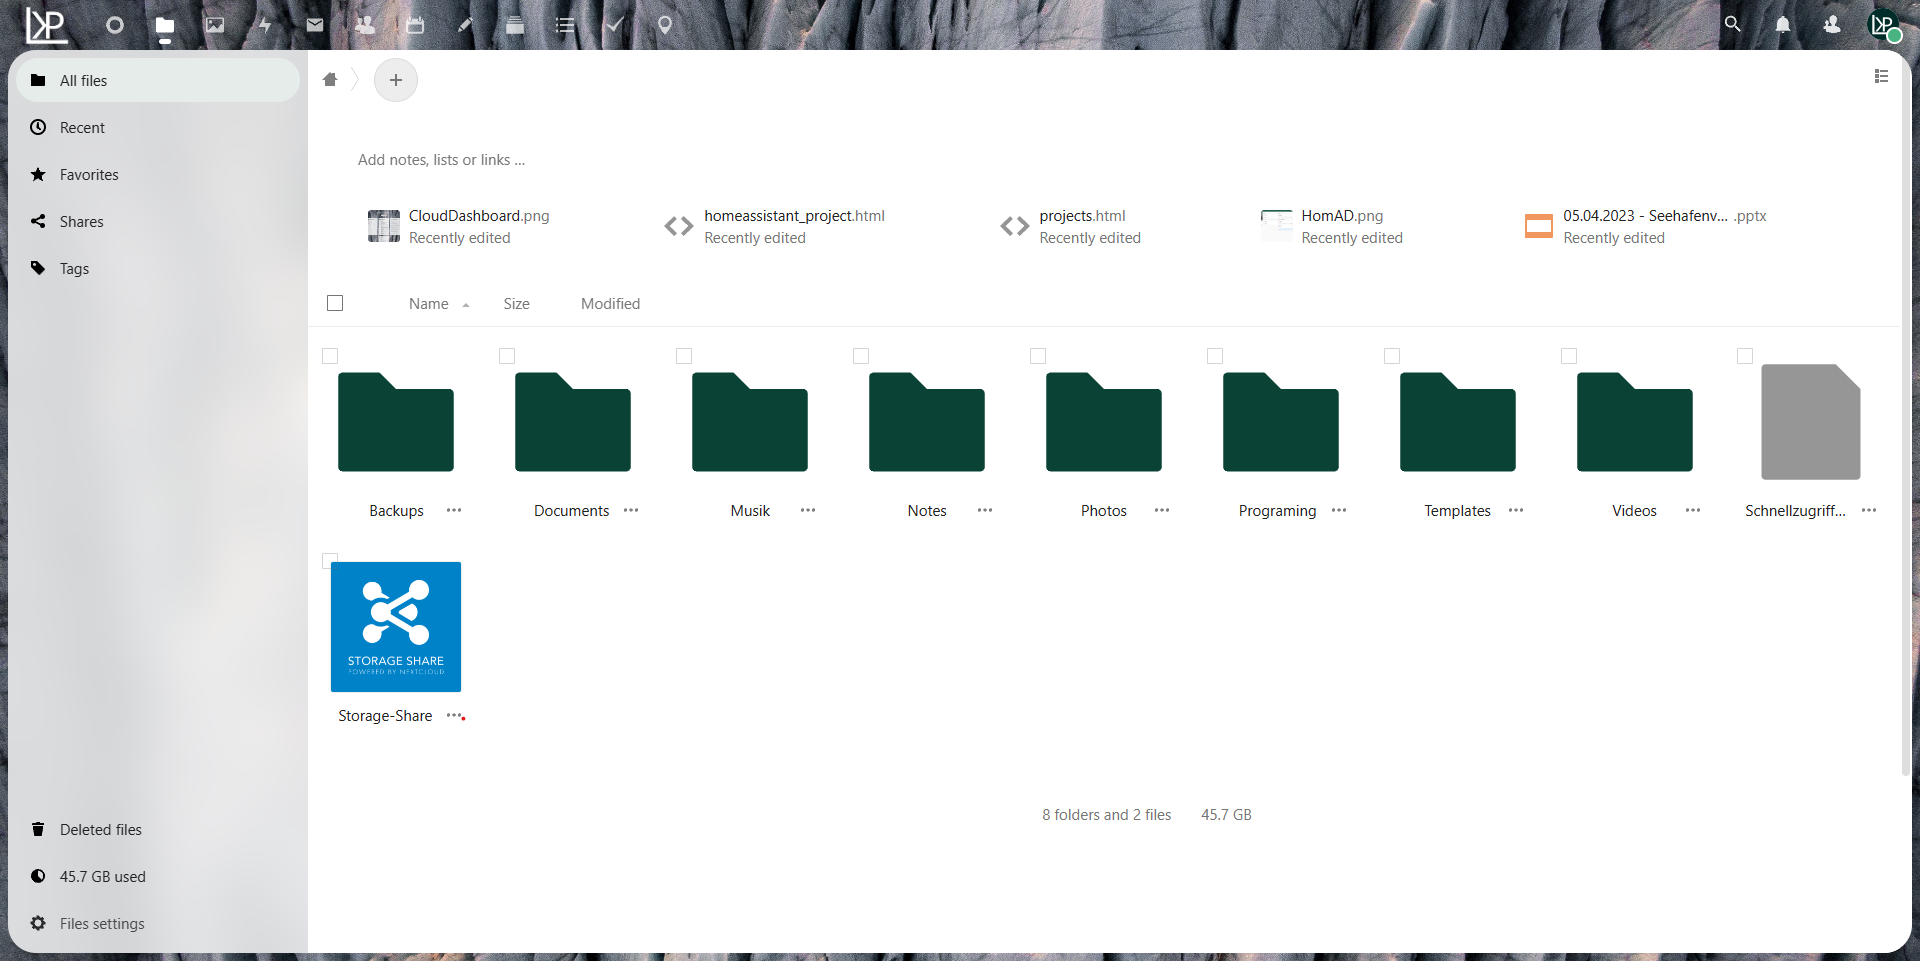 All files
Recent
Favorites
Shares
Tags
Deleted files
45.7 GB used
Files settings
Add notes, lists or links ...
CloudDashboard.png
Recently edited
homeassistant_project.html
Recently edited
projects.html
Recently edited
HomAD.png
Recently edited
05.04.2023 - Seehafenv... .pptx
Recently edited
Name Size Modified
Backups
Documents
Musik
Notes
Photos
Programing
Templates
Videos
Schnellzugriff...
STORAGE SHARE
POWERED BY NEXTCLOUD
Storage-Share
8 folders and 2 files 45.7 GB